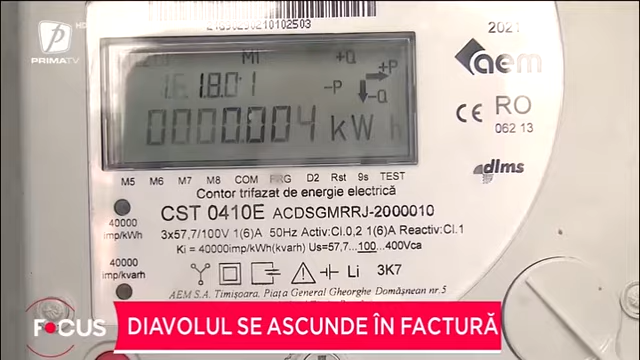 2021
PRIMATV
M1
+Q
+P
-P
-Q
1.8.0.1
0000.004 kWh
aem
CE RO
062 13
dlms
M5 M6 M7 M8 COM PRG D2 Rst 9s TEST
Contor trifazat de energie electrică
CST 0410E ACDSGMRRJ-2000010
40000
imp/kWh
3x57,7/100V 1(6)A 50Hz Activ:Cl.0,2 1(6)A Reactiv:Cl.1
Ki = 40000imp/kWh(kvarh) Us=57,7...100...400Vca
40000
imp/kvarh
Li 3K7
AEM S.A. Timișoara, Piața General Gheorghe Domășnean nr.5
FOCUS
DIAVOLUL SE ASCUNDE ÎN FACTURĂ